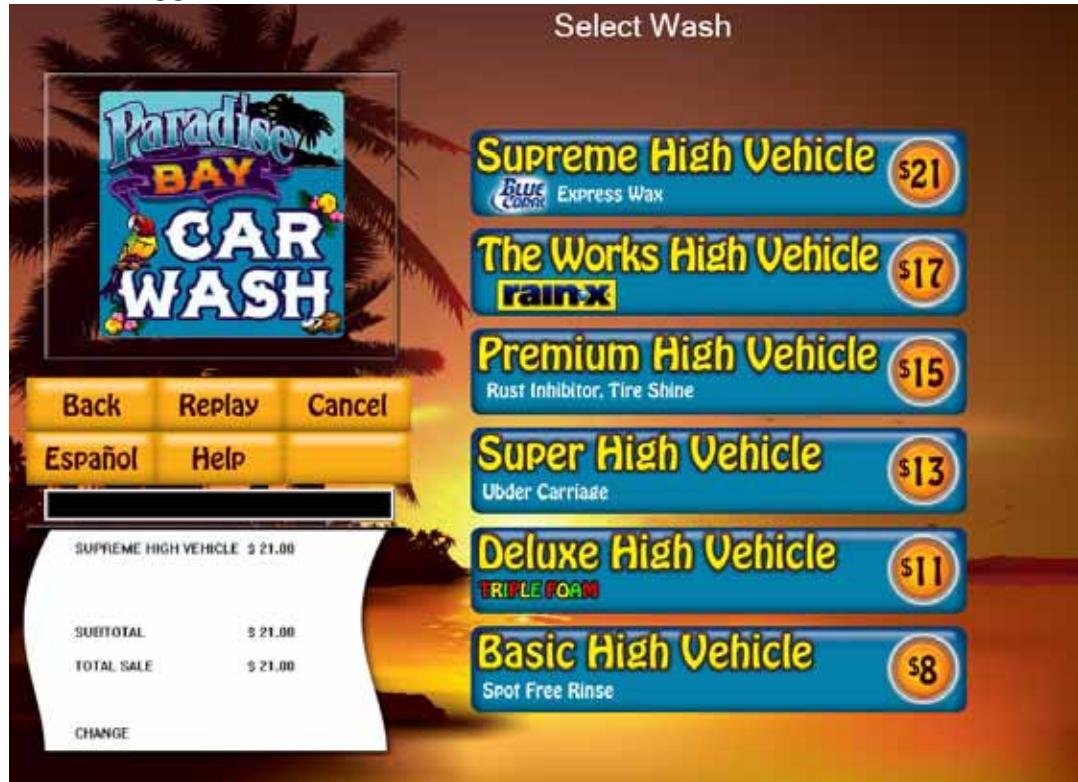 Select Wash
Paradise
BAY
CAR
WASH
Back Replay Cancel
Español Help
SUPREME HIGH VEHICLE $ 21.00
SUBTOTAL $ 21.00
TOTAL SALE $ 21.00
CHANGE
Supreme High Vehicle $21
Blue Coral Express Wax
The Works High Vehicle $17
rain-x
Premium High Vehicle $15
Rust Inhibitor, Tire Shine
Super High Vehicle $13
Ubder Carriage
Deluxe High Vehicle $11
TRIPLE FOAM
Basic High Vehicle $8
Spot Free Rinse